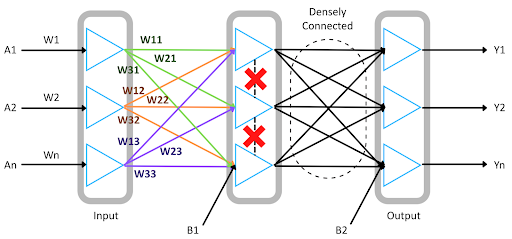 Densely
Connected
A1
W1
W11
W21
W31
Y1
A2
W2
W12
W22
W32
Y2
An
Wn
W13
W23
W33
Yn
Input
B1
B2
Output